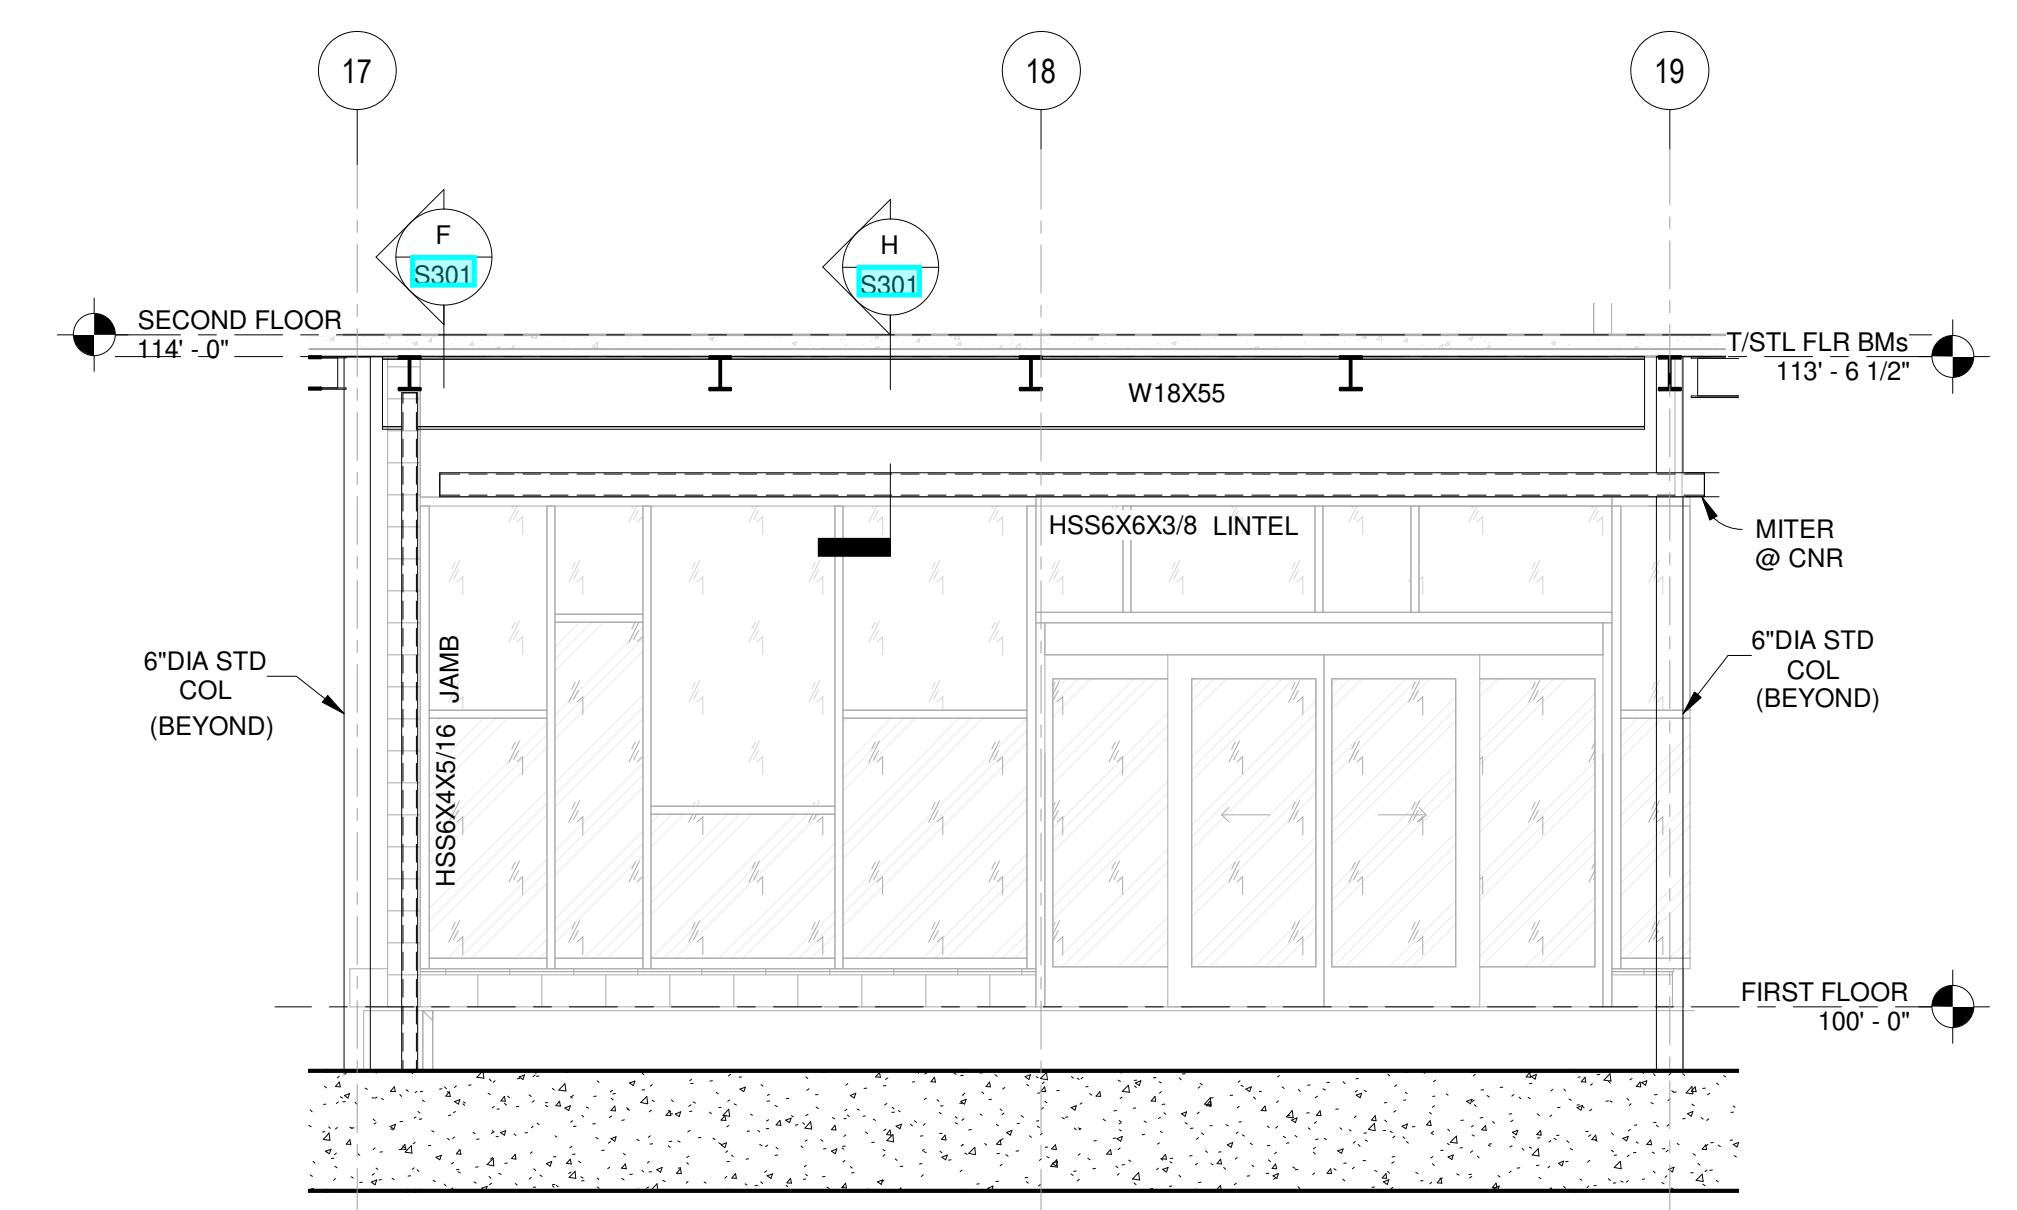 17
18
19
F
S301
H
S301
SECOND FLOOR
114' - 0"
T/STL FLR BMs
113' - 6 1/2"
W18X55
HSS6X6X3/8 LINTEL
MITER
@ CNR
HSS6X4X5/16 JAMB
6"DIA STD
COL
(BEYOND)
6"DIA STD
COL
(BEYOND)
FIRST FLOOR
100' - 0"